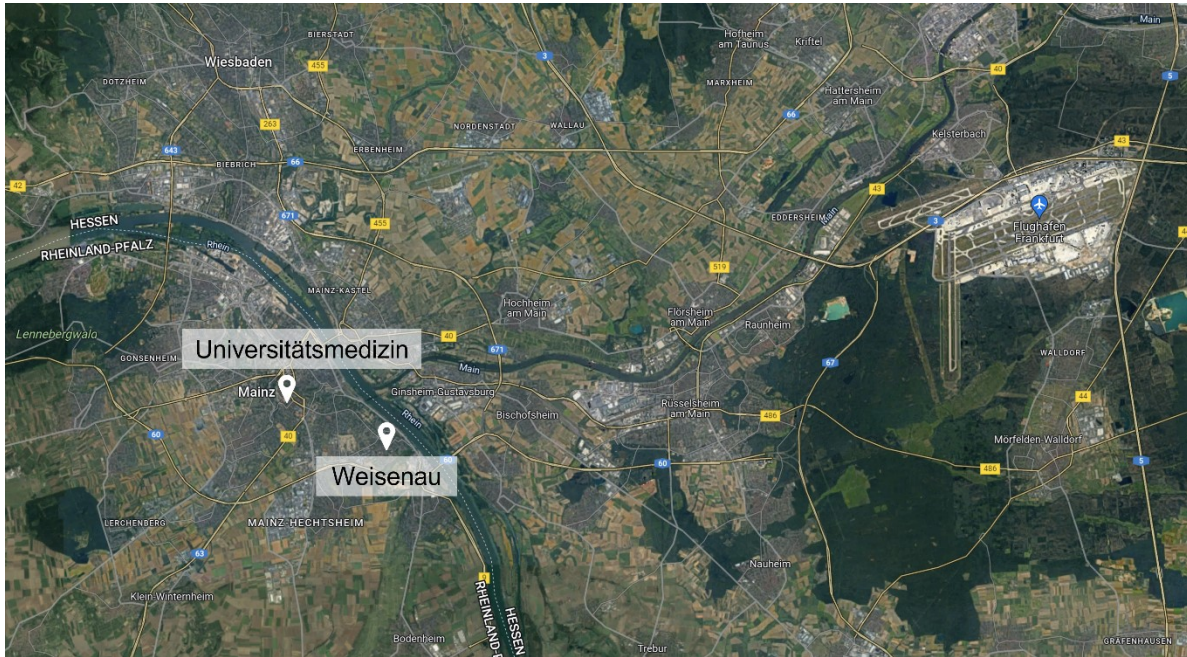 Main
BIERSTADT
Hofheim
am Taunus
Kriftel
3
5
Wiesbaden
455
40
DOTZHEIM
MARXHEIM
Hattersheim
am Main
263
NORDENSTADT
WALLAU
66
Kelsterbach
643
ERBENHEIM
43
43
BIEBRICH
66
42
HESSEN
671
455
EDDERSHEIM
Main
3
Flughafen
Frankfurt
RHEINLAND-PFALZ
Rhein
44
519
MAINZ-KASTEL
Hochheim
am Main
Flörsheim
am Main
Raunheim
Lennebergwald
40
671
GONSENHEIM
Universitätsmedizin
WALLDORF
67
Main
Mainz
Ginsheim-Gustavsburg
Bischofsheim
Rüsselsheim
am Main
486
44
Rhein
60
40
Mörfelden-Walldorf
60
60
486
5
Weisenau
LERCHENBERG
MAINZ-HECHTSHEIM
63
Nauheim
9
Klein-Winternheim
RHEINLAND-P
HESSEN
Bodenheim
Trebur
GRÄFENHAUSEN